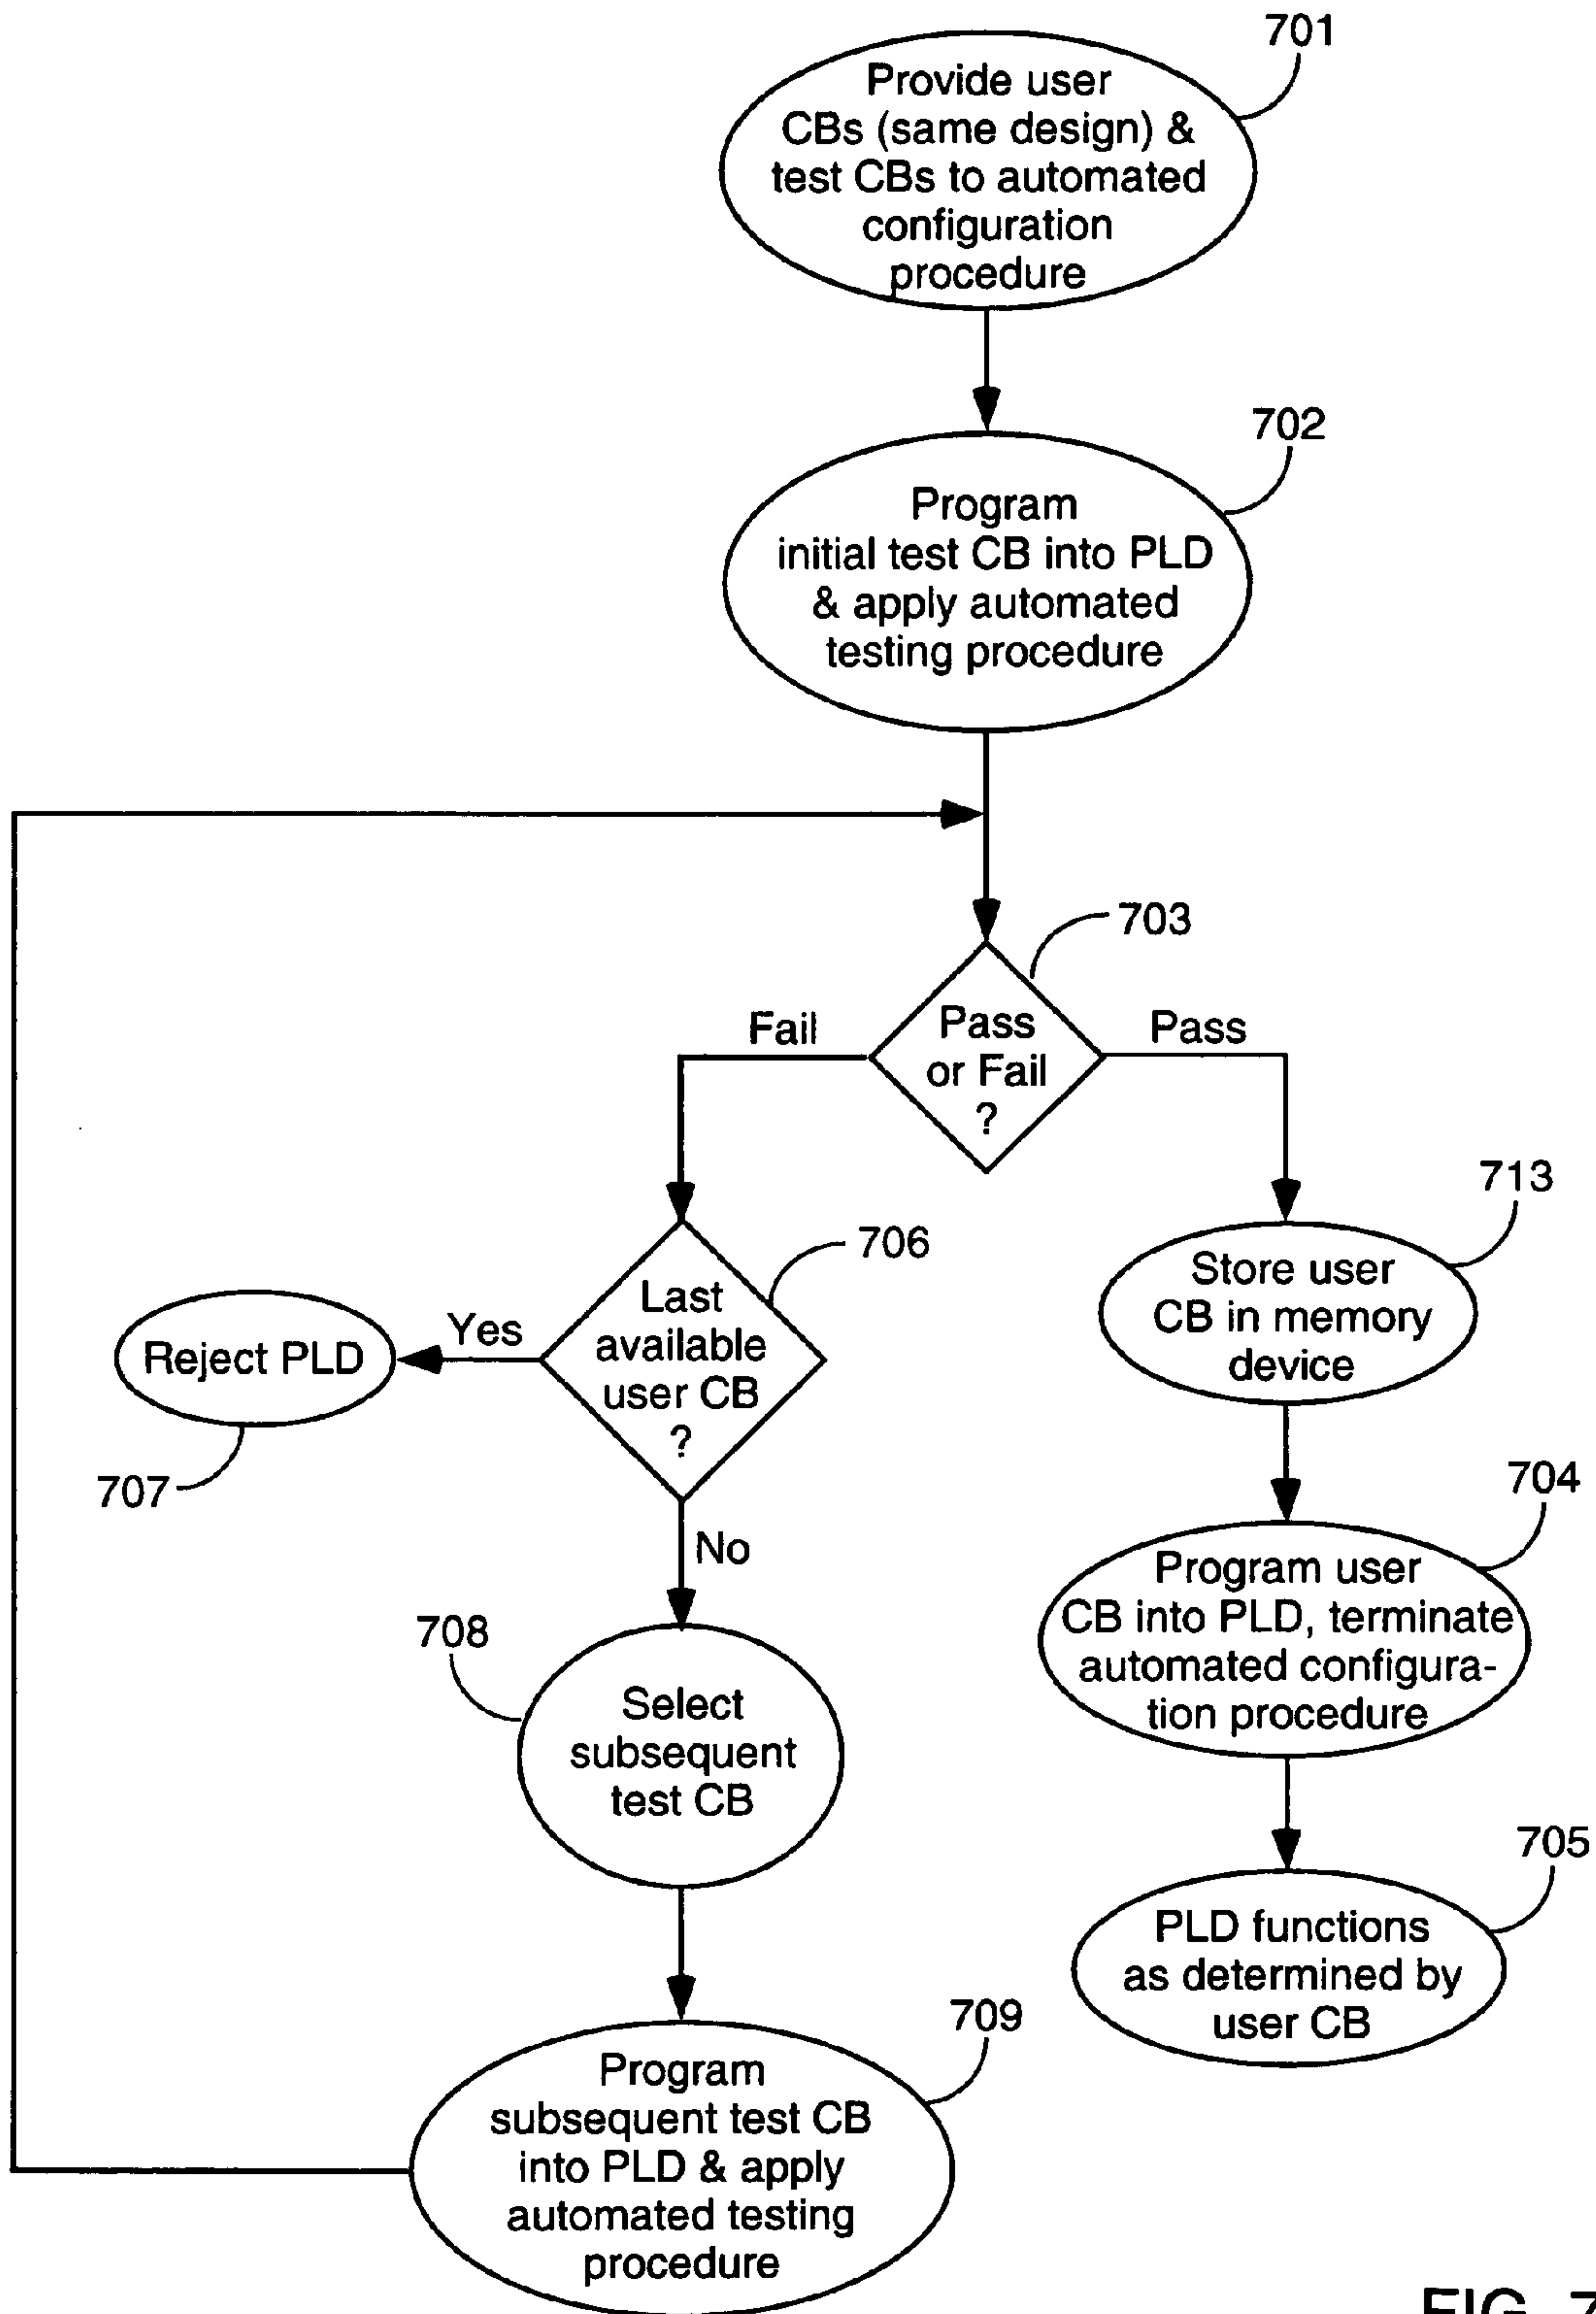 701
Provide user
CBs (same design) &
test CBs to automated
configuration
procedure
702
Program
initial test CB into PLD
& apply automated
testing procedure
703
Pass
or Fail
?
Fail
Pass
713
Store user
CB in memory
device
706
Last
available
user CB
?
Yes
Reject PLD
707
No
704
Program user
CB into PLD, terminate
automated configura-
tion procedure
708
Select
subsequent
test CB
705
PLD functions
as determined by
user CB
709
Program
subsequent test CB
into PLD & apply
automated testing
procedure
FIG. 7